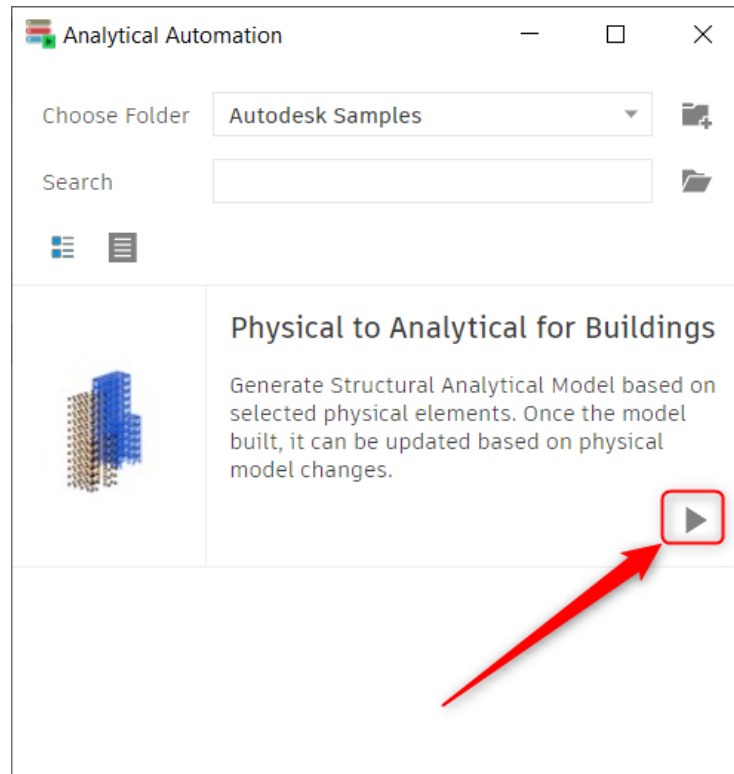 Analytical Automation
Choose Folder
Autodesk Samples
Search
Physical to Analytical for Buildings
Generate Structural Analytical Model based on
selected physical elements. Once the model
built, it can be updated based on physical
model changes.